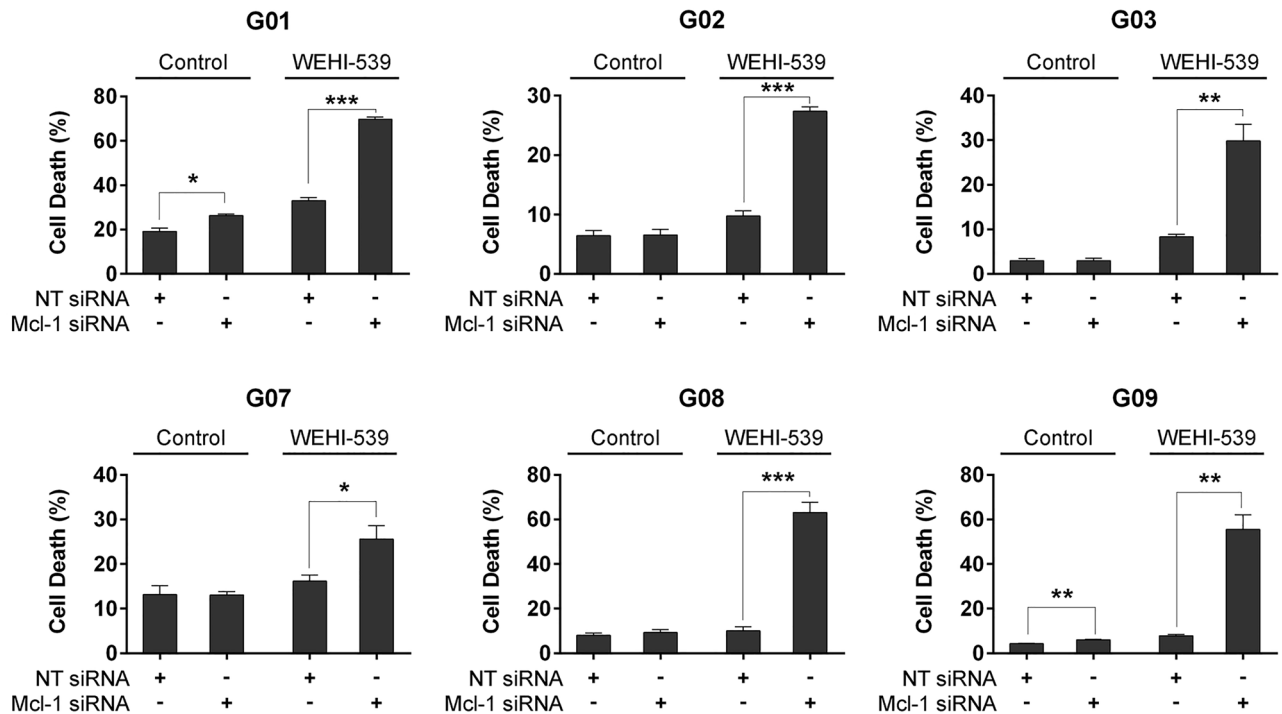 G01
Control WEHI-539
***
*
Cell Death (%)
80
60
40
20
0
NT siRNA + - + -
Mcl-1 siRNA - + - +
G02
Control WEHI-539
***
Cell Death (%)
30
20
10
0
NT siRNA + - + -
Mcl-1 siRNA - + - +
G03
Control WEHI-539
**
Cell Death (%)
40
30
20
10
0
NT siRNA + - + -
Mcl-1 siRNA - + - +
G07
Control WEHI-539
*
Cell Death (%)
40
30
20
10
0
NT siRNA + - + -
Mcl-1 siRNA - + - +
G08
Control WEHI-539
***
Cell Death (%)
80
60
40
20
0
NT siRNA + - + -
Mcl-1 siRNA - + - +
G09
Control WEHI-539
**
**
Cell Death (%)
80
60
40
20
0
NT siRNA + - + -
Mcl-1 siRNA - + - +